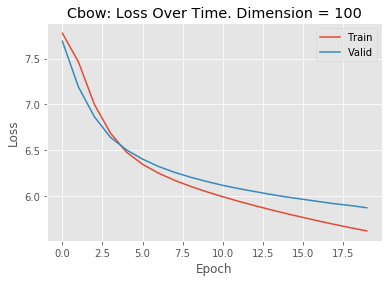 Cbow: Loss Over Time. Dimension = 100
Train
Valid
Loss
7.5
7.0
6.5
6.0
0.0 2.5 5.0 7.5 10.0 12.5 15.0 17.5
Epoch